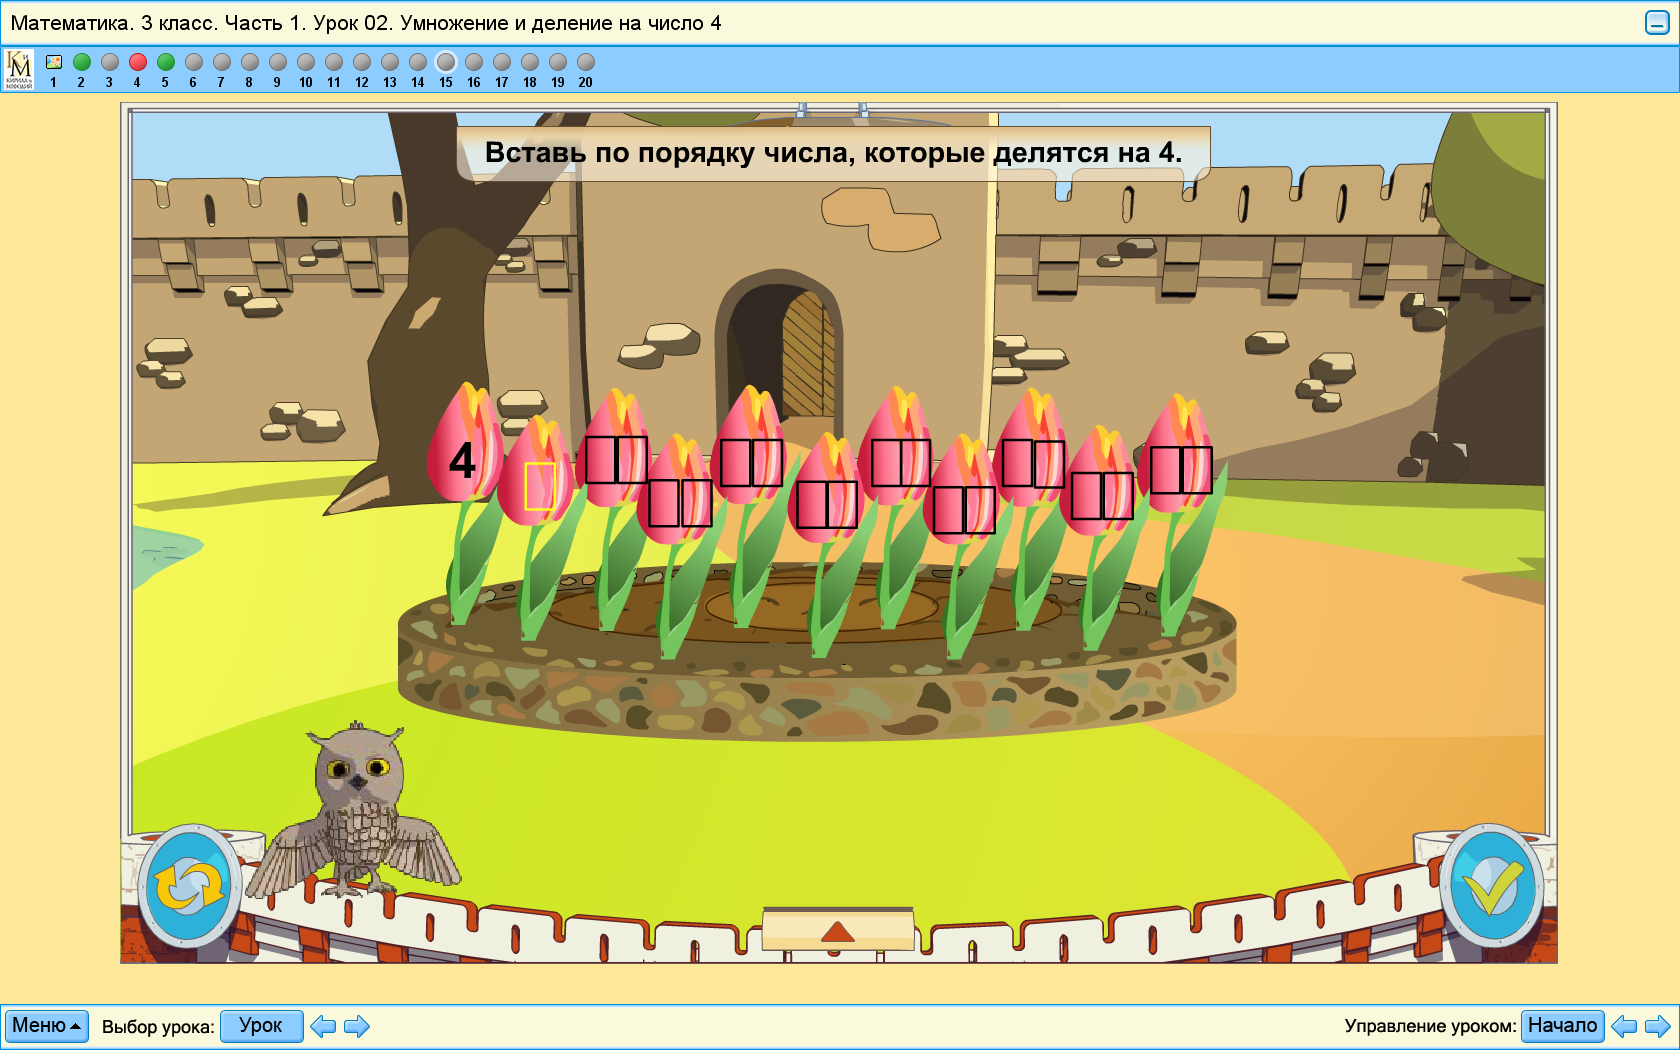 Математика. 3 класс. Часть 1. Урок 02. Умножение и деление на число 4
К и М
КИРИЛЛ и
МЕФОДИЙ
1 2 3 4 5 6 7 8 9 10 11 12 13 14 15 16 17 18 19 20
Вставь по порядку числа, которые делятся на 4.
4
Меню Выбор урока: Урок Управление уроком: Начало